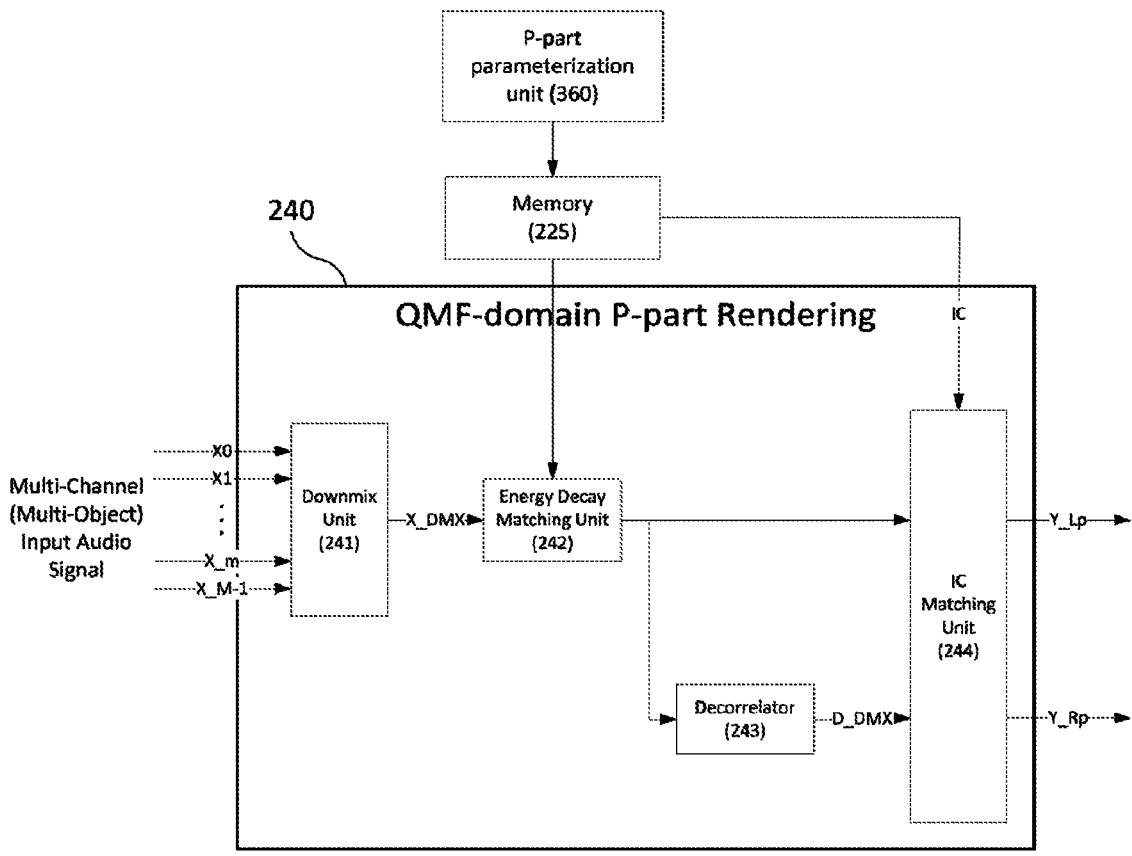 P-part
parameterization
unit (360)
Memory
(225)
240
QMF-domain P-part Rendering
IC
Multi-Channel
(Multi-Object)
Input Audio
Signal
X0
X1
X_m
X_M-1
Downmix
Unit
(241)
X_DMX
Energy Decay
Matching Unit
(242)
Decorrelator
(243)
D_DMX
IC
Matching
Unit
(244)
Y_Lp
Y_Rp